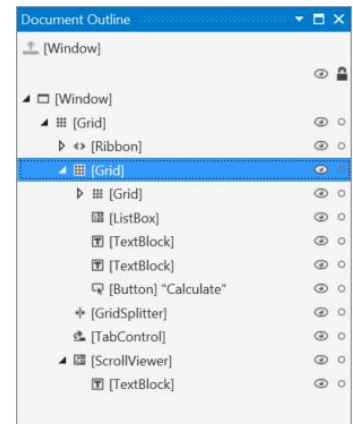 Document Outline
[Window]
[Window]
[Grid]
[Ribbon]
[Grid]
[Grid]
[ListBox]
[TextBlock]
[TextBlock]
[Button] "Calculate"
[GridSplitter]
[TabControl]
[ScrollViewer]
[TextBlock]